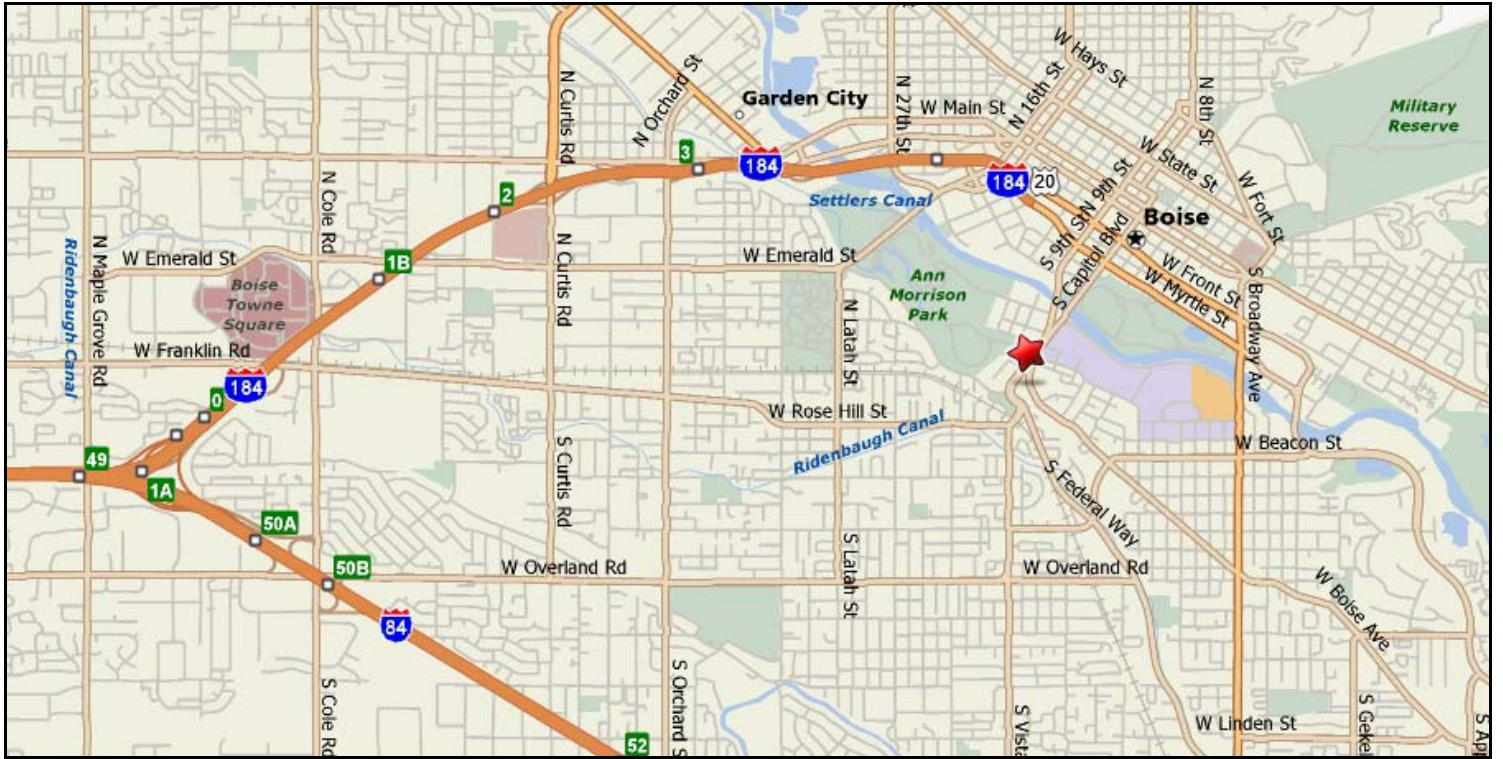 W Hays St
N 16th St
N 8th St
N 27th St
N Curtis Rd
N Orchard St
Garden City
W Main St
Military
Reserve
3
184
184
20
W State St
N Cole Rd
2
Settlers Canal
N 9th St
W Fort St
Boise
S 9th St
S Capitol Blvd
N Maple Grove Rd
Ridenbaugh Canal
W Emerald St
1B
N Curtis Rd
W Emerald St
Ann
Morrison
Park
W Front St
W Myrtle St
S Broadway Ave
Boise
Towne
Square
N Latah St
W Franklin Rd
184
0
W Rose Hill St
Ridenbaugh Canal
W Beacon St
49
1A
S Curtis Rd
S Federal Way
50A
50B
W Overland Rd
S Latah St
W Overland Rd
W Boise Ave
84
S Cole Rd
S Orchard S
52
S Vista
W Linden St
S Gekel
S Ap